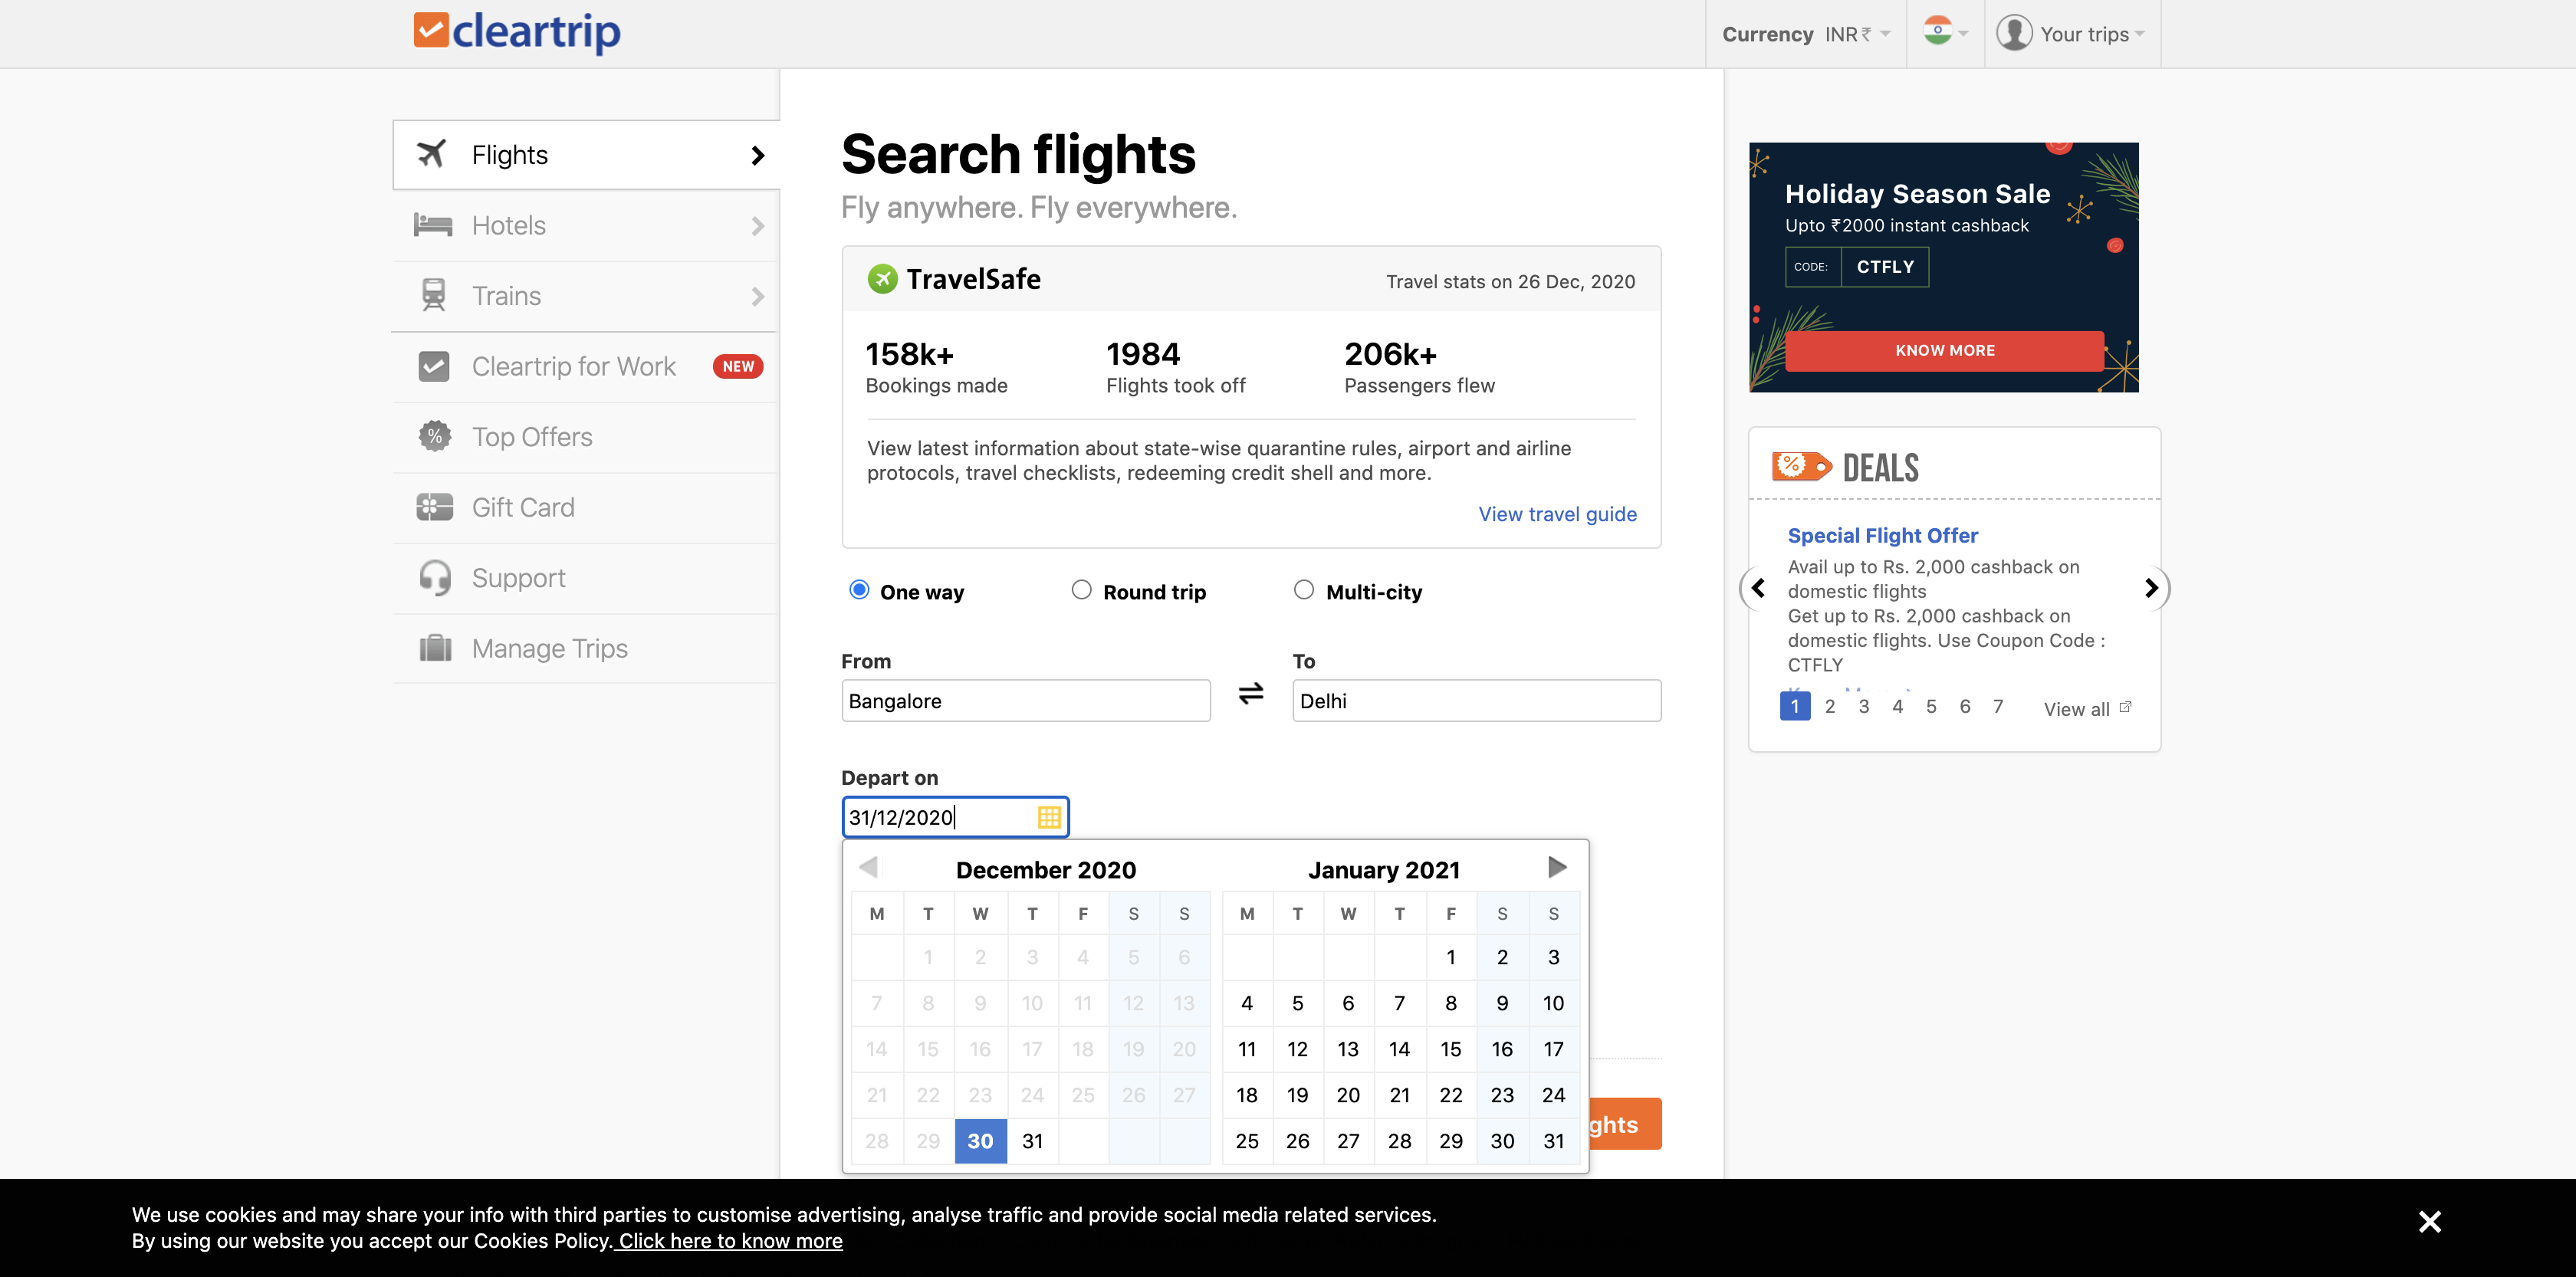 cleartrip
Currency INR ₹
Your trips
Flights
Hotels
Trains
Cleartrip for Work NEW
Top Offers
Gift Card
Support
Manage Trips
Search flights
Fly anywhere. Fly everywhere.
TravelSafe
Travel stats on 26 Dec, 2020
158k+ 1984 206k+
Bookings made Flights took off Passengers flew
View latest information about state-wise quarantine rules, airport and airline
protocols, travel checklists, redeeming credit shell and more.
View travel guide
One way Round trip Multi-city
From To
Bangalore Delhi
Depart on
31/12/2020
December 2020 January 2021
M T W T F S S M T W T F S S
1 2 3 4 5 6 1 2 3
7 8 9 10 11 12 13 4 5 6 7 8 9 10
14 15 16 17 18 19 20 11 12 13 14 15 16 17
21 22 23 24 25 26 27 18 19 20 21 22 23 24
28 29 30 31 25 26 27 28 29 30 31
ghts
Holiday Season Sale
Upto ₹2000 instant cashback
CODE: CTFLY
KNOW MORE
% DEALS
Special Flight Offer
Avail up to Rs. 2,000 cashback on
domestic flights
Get up to Rs. 2,000 cashback on
domestic flights. Use Coupon Code :
CTFLY
1 2 3 4 5 6 7 View all
We use cookies and may share your info with third parties to customise advertising, analyse traffic and provide social media related services.
By using our website you accept our Cookies Policy. Click here to know more